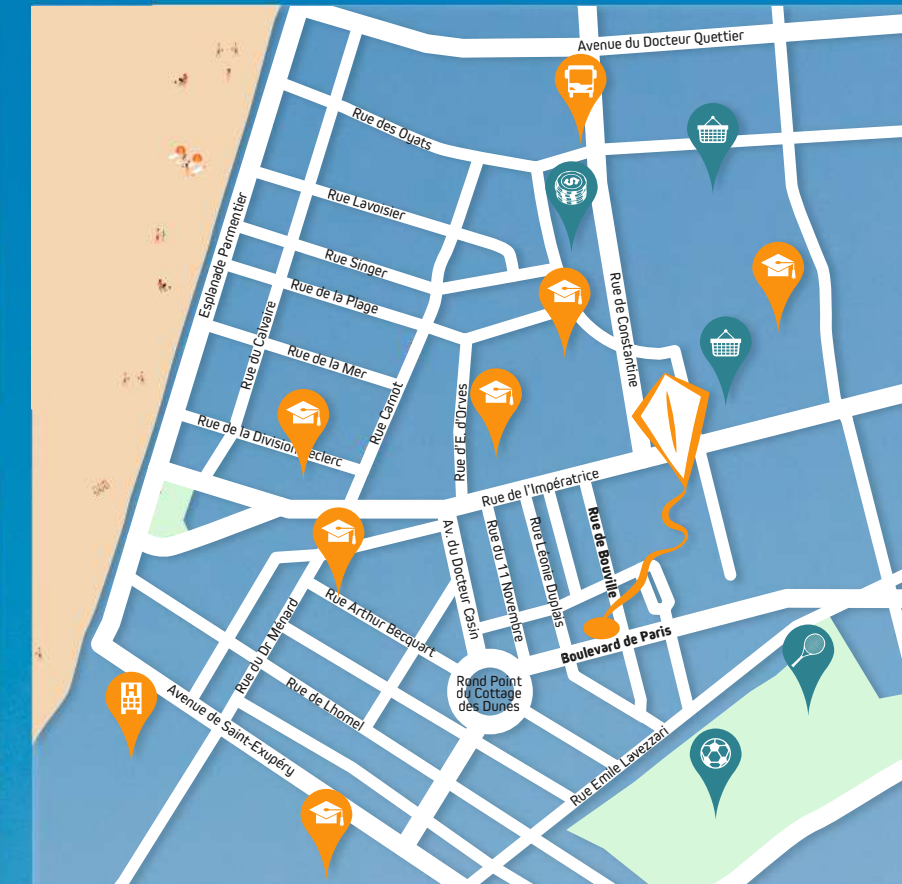 Avenue du Docteur Quettier
Rue des Oyats
Rue Lavoisier
Esplanade Parmentier
Rue Singer
Rue de la Plage
Rue de Constantine
Rue du Calvaire
Rue de la Mer
Rue Carnot
Rue d'E. d'Orves
Rue de la Division Leclerc
Rue de l'Impératrice
Av. du Docteur Casin
Rue du 11 Novembre
Rue Léonie Duplais
Rue de Bouville
Rue Arthur Becquart
Rue du Dr Ménard
Boulevard de Paris
Rond Point
du Cottage
des Dunes
Rue de Lhomel
Avenue de Saint-Exupéry
Rue Emile Lavezzari
H
$